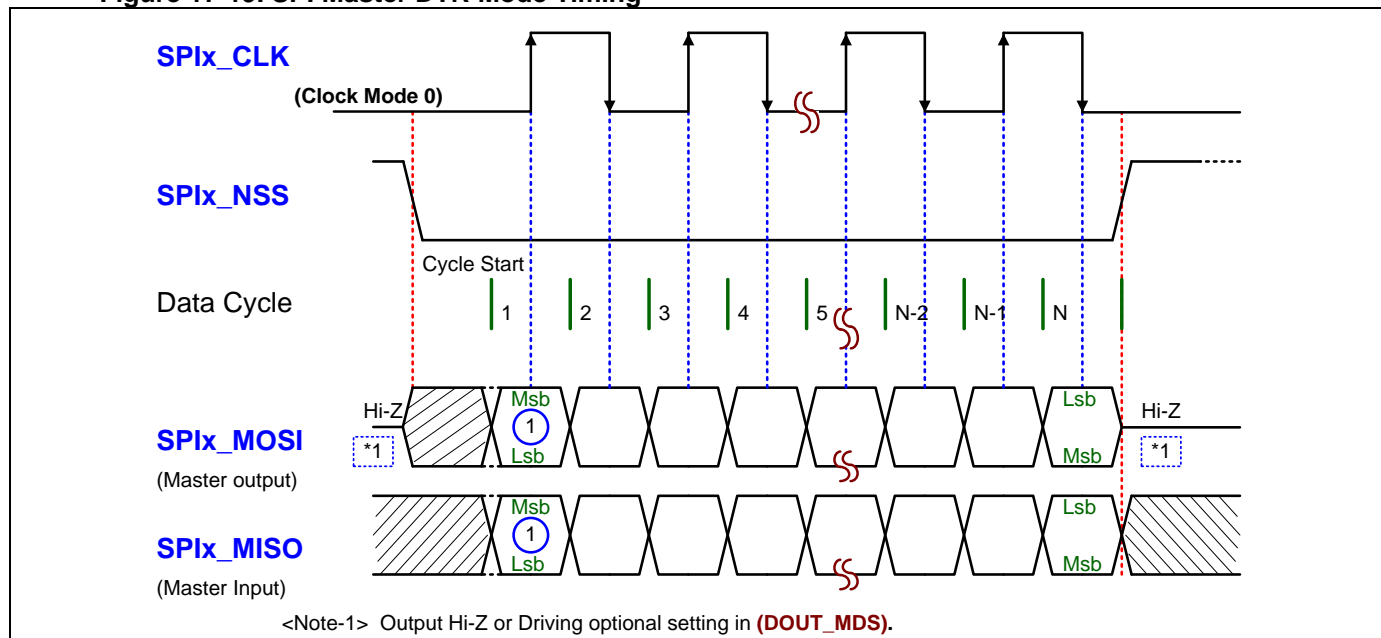 SPIx_CLK
(Clock Mode 0)
SPIx_NSS
Cycle Start
Data Cycle
1 2 3 4 5 N-2 N-1 N
Hi-Z Msb Lsb Hi-Z
*1 1 *1
SPIx_MOSI
Lsb Msb
(Master output)
Msb Lsb
1
SPIx_MISO
Lsb Msb
(Master Input)
<Note-1> Output Hi-Z or Driving optional setting in (DOUT_MDS).